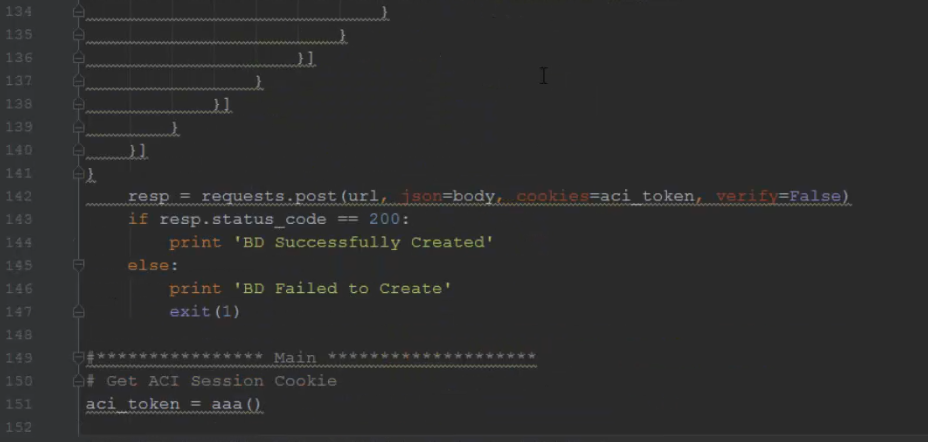 134 }
135 }
136 }]
137 }
138 }]
139 }
140 }]
141 }
142 resp = requests.post(url, json=body, cookies=aci_token, verify=False)
143 if resp.status_code == 200:
144 print 'BD Successfully Created'
145 else:
146 print 'BD Failed to Create'
147 exit(1)
148
149 #**************** Main ********************
150 # Get ACI Session Cookie
151 aci_token = aaa()
152